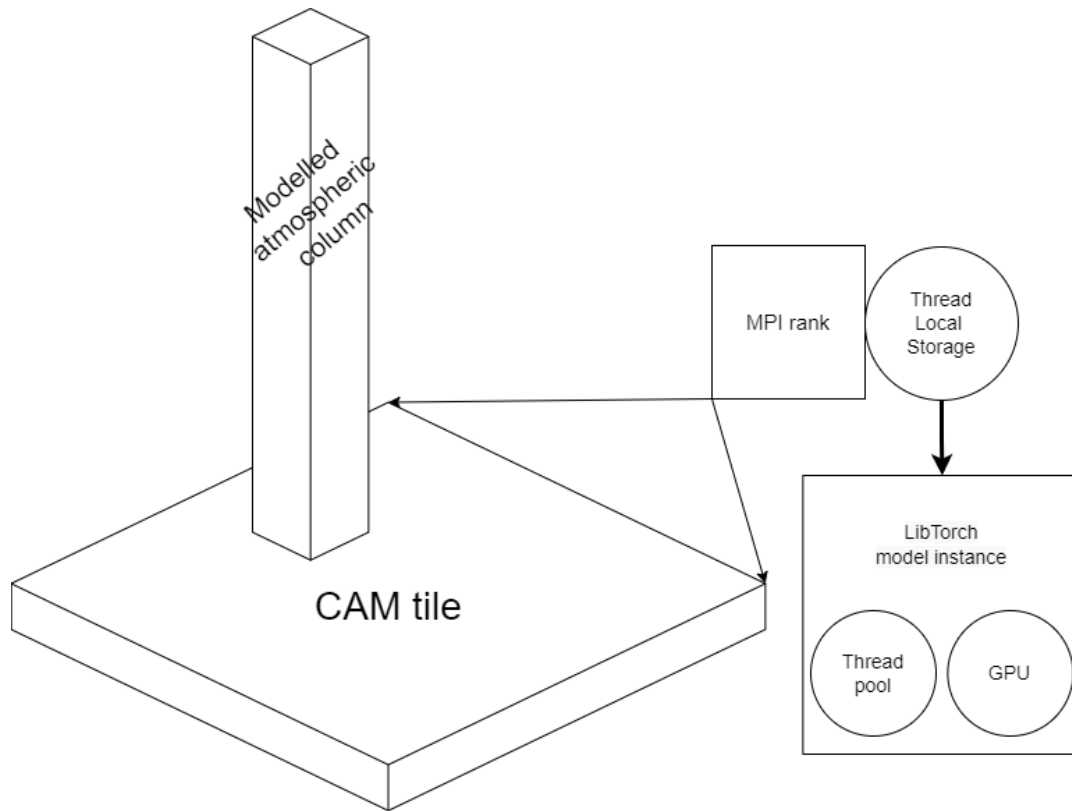 Modelled
atmospheric
column
CAM tile
MPI rank
Thread
Local
Storage
LibTorch
model instance
Thread
pool
GPU